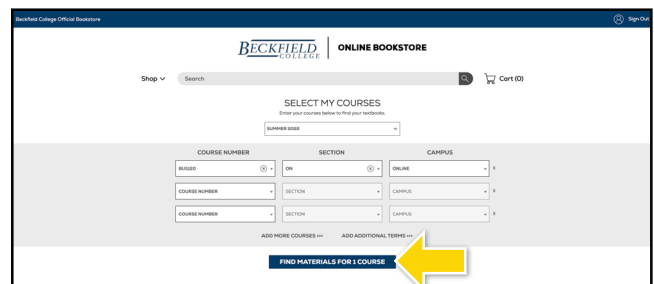 Beckfield College Official Bookstore
Sign Out
BECKFIELD COLLEGE
ONLINE BOOKSTORE
Shop
Search
Cart (0)
SELECT MY COURSES
Enter your courses below to find your textbooks.
SUMMER 2022
COURSE NUMBER SECTION CAMPUS
BUS120 ON ONLINE x
COURSE NUMBER SECTION CAMPUS x
COURSE NUMBER SECTION CAMPUS x
ADD MORE COURSES >>> ADD ADDITIONAL TERMS >>>
FIND MATERIALS FOR 1 COURSE